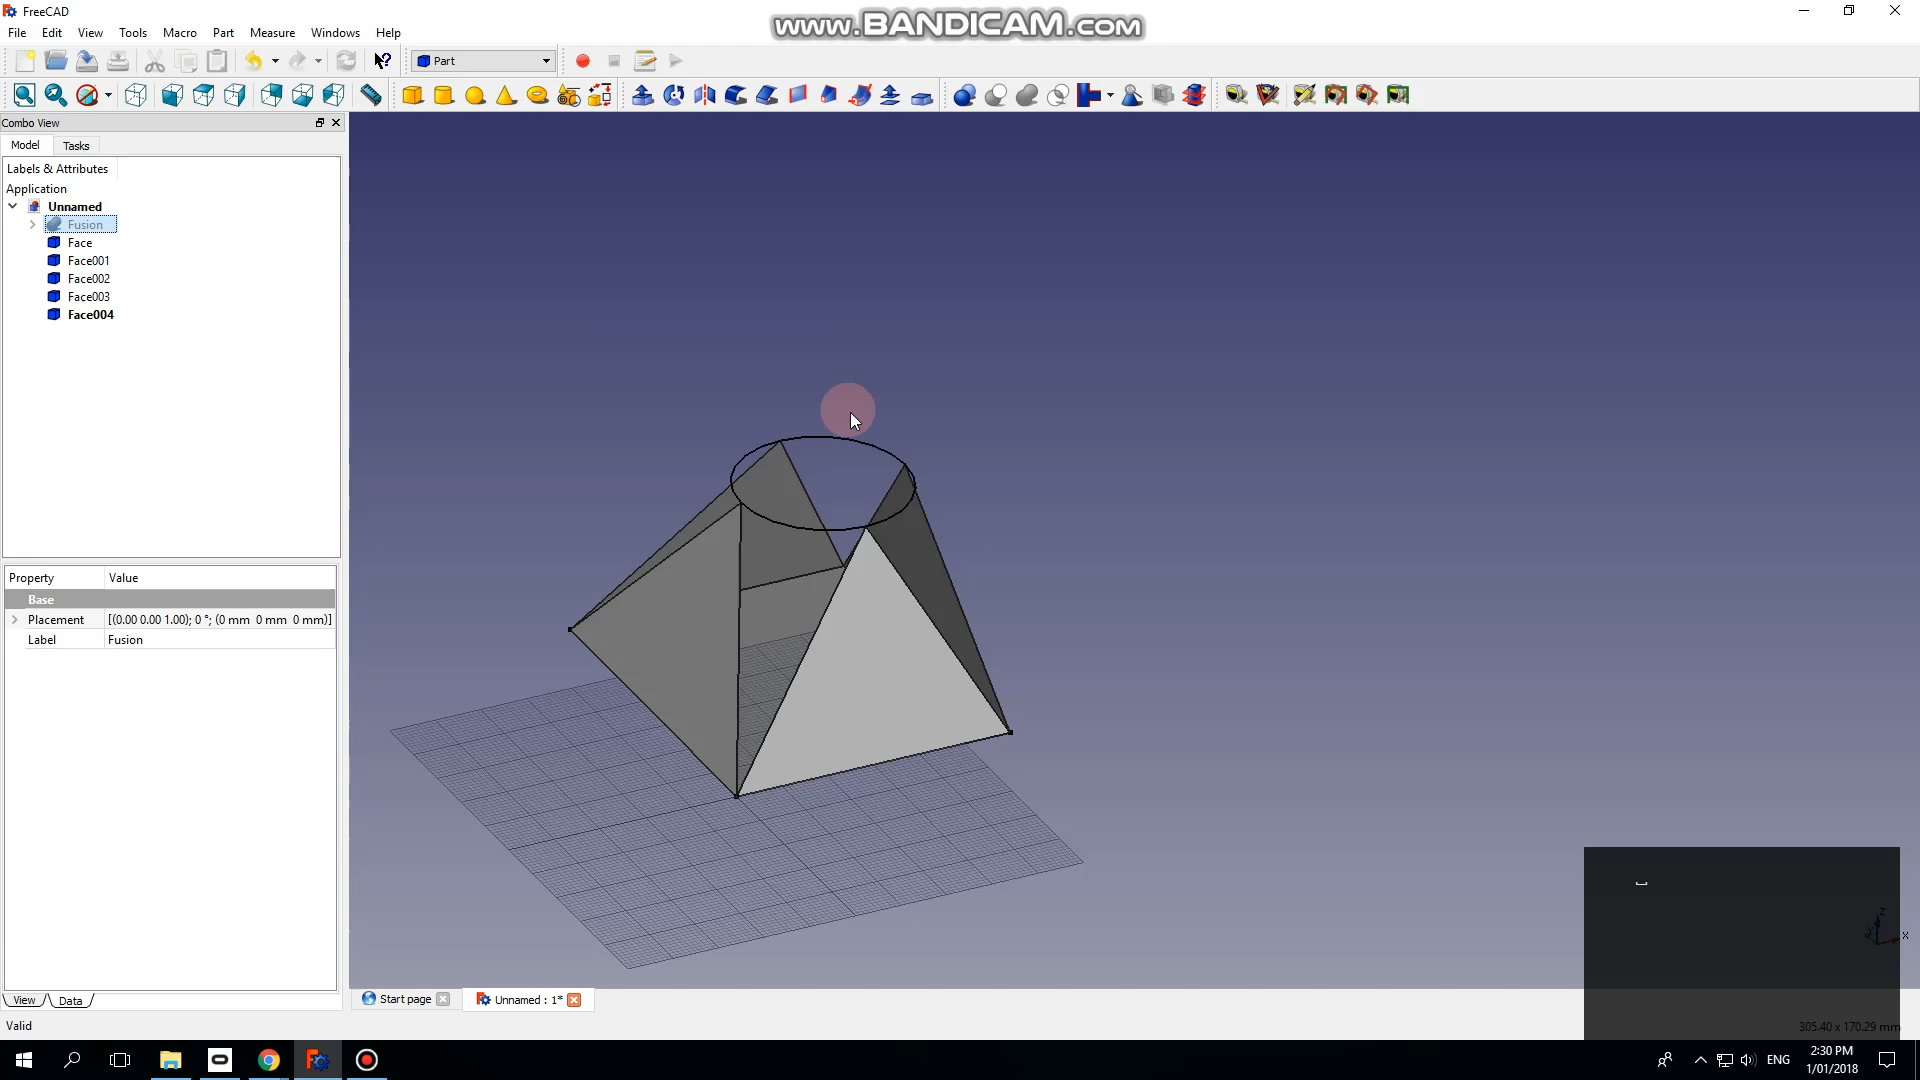 FreeCAD
www.BANDICAM.com
File Edit View Tools Macro Part Measure Windows Help
Part
Combo View
Model Tasks
Labels & Attributes
Application
Unnamed
Fusion
Face
Face001
Face002
Face003
Face004
Property Value
Base
Placement [(0.00 0.00 1.00); 0 °; (0 mm 0 mm 0 mm)]
Label Fusion
Z
Y
X
View Data
Start page Unnamed : 1*
Valid
305.40 x 170.29 mm
ENG
2:30 PM
1/01/2018